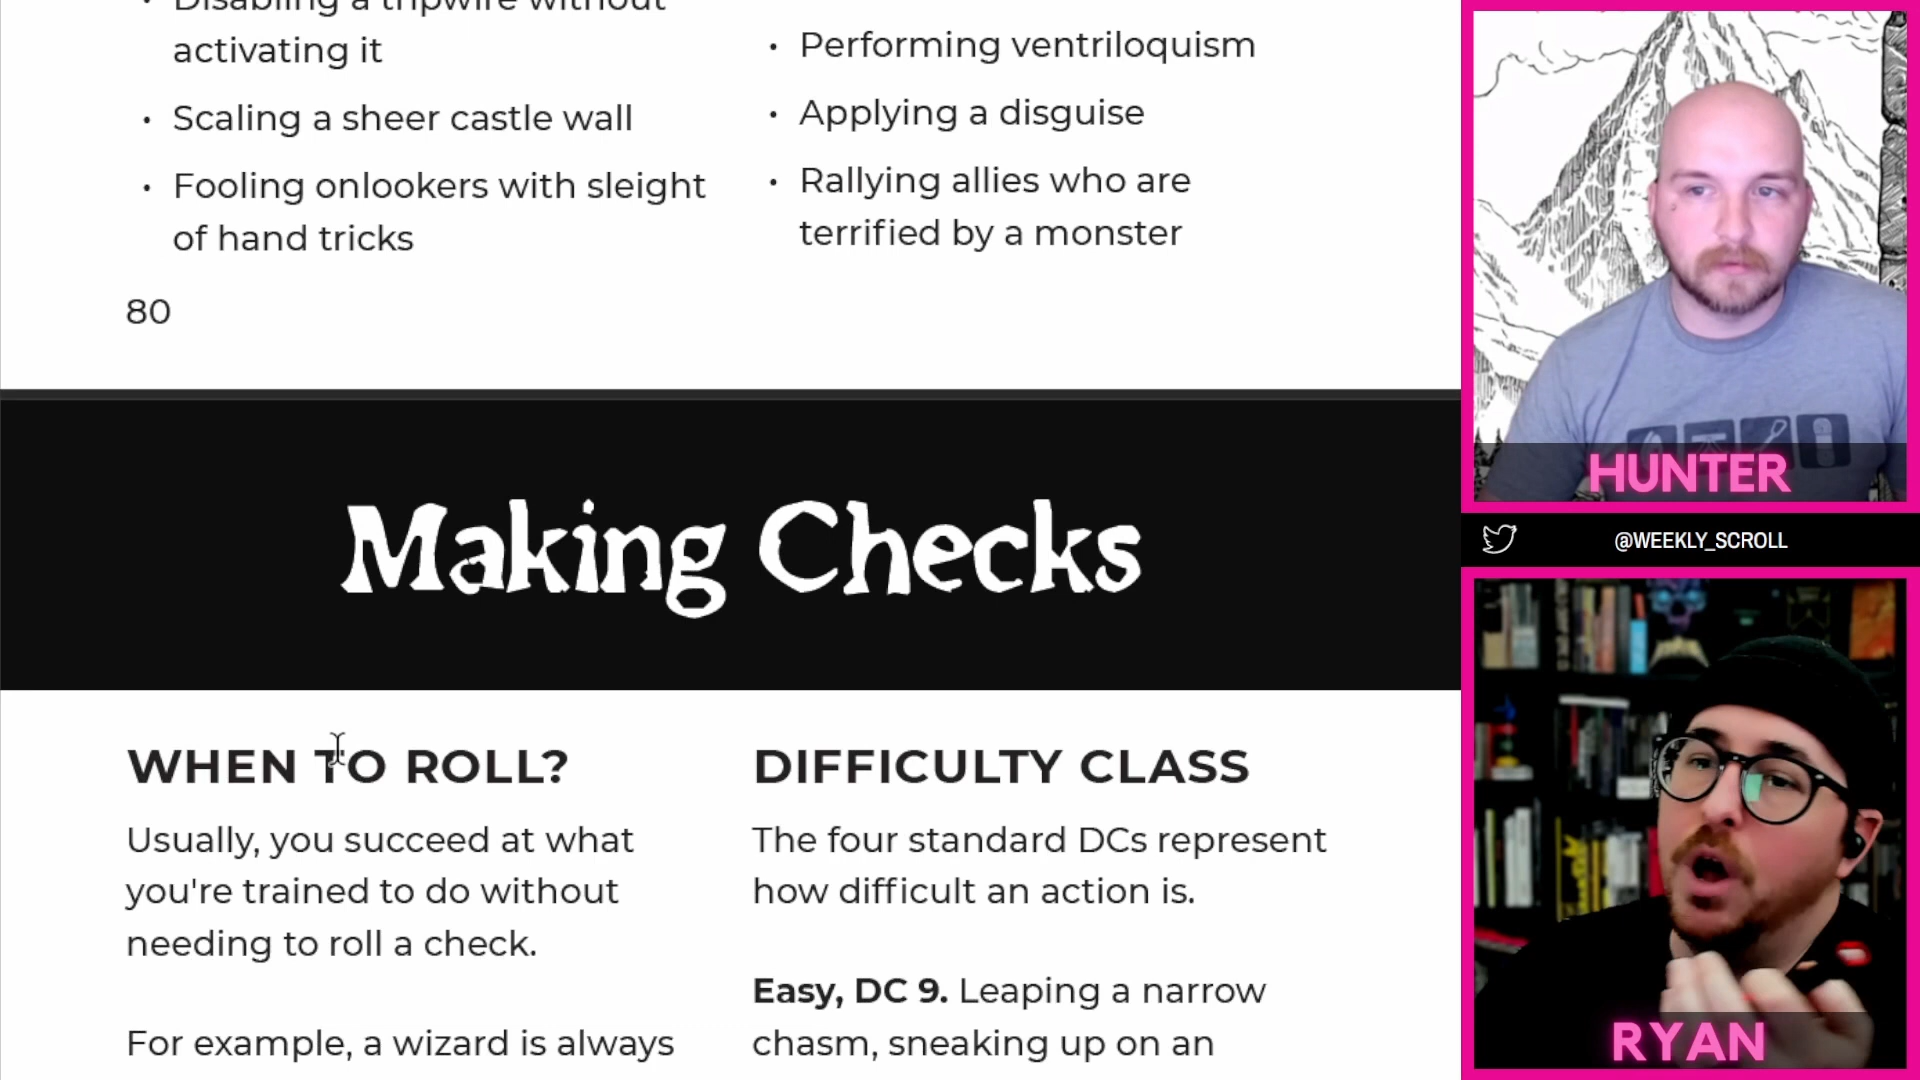 Disabling a tripwire without
activating it
• Scaling a sheer castle wall
• Fooling onlookers with sleight
of hand tricks
• Performing ventriloquism
• Applying a disguise
• Rallying allies who are
terrified by a monster
80
Making Checks
WHEN TO ROLL?
Usually, you succeed at what
you're trained to do without
needing to roll a check.
For example, a wizard is always
DIFFICULTY CLASS
The four standard DCs represent
how difficult an action is.
Easy, DC 9. Leaping a narrow
chasm, sneaking up on an
HUNTER
@WEEKLY_SCROLL
RYAN